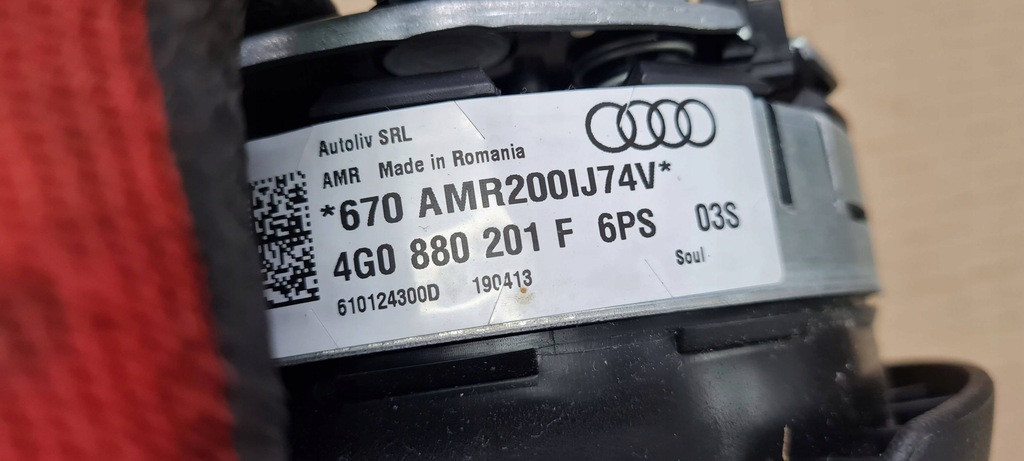 Autoliv SRL
AMR Made in Romania
*670 AMR200IJ74V*
4G0 880 201 F 6PS 03S
610124300D 190413 Soul